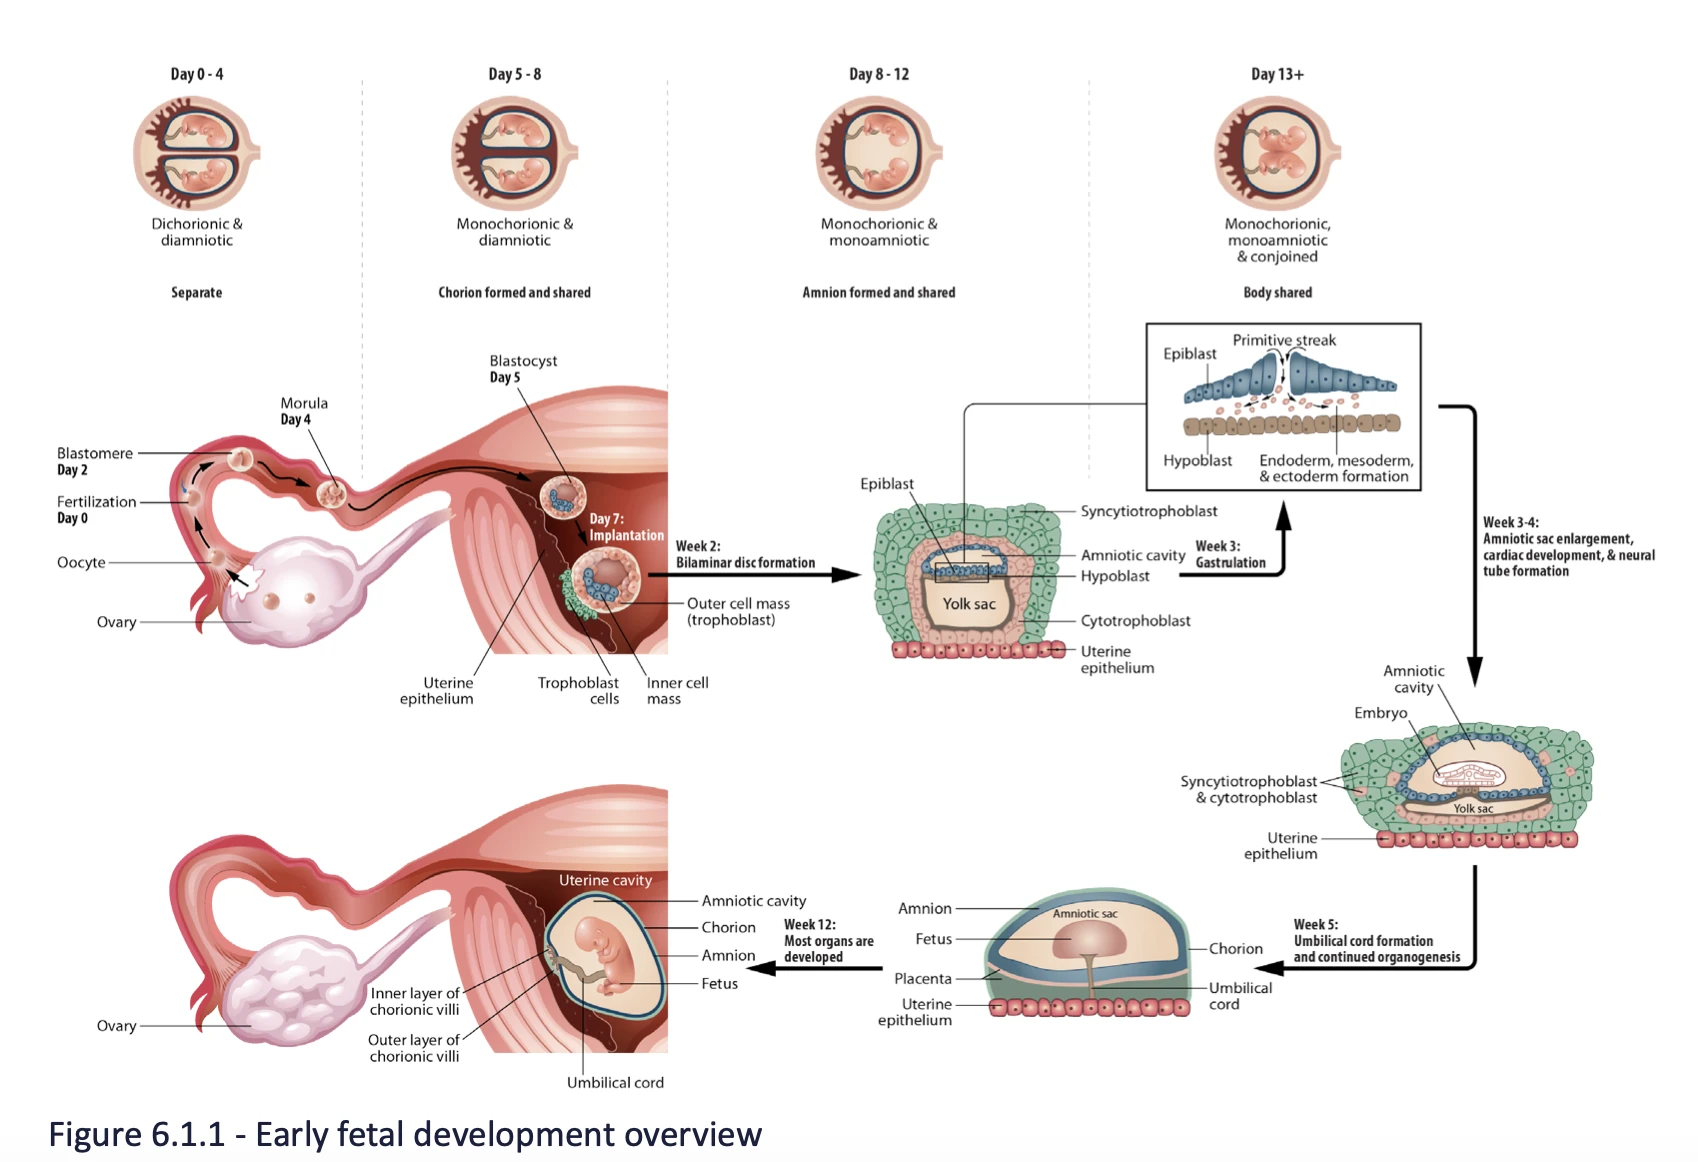 Day 0 - 4
Day 5 - 8
Day 8 - 12
Day 13+
Dichorionic &
diamniotic
Monochorionic &
diamniotic
Monochorionic &
monoamniotic
Monochorionic,
monoamniotic
& conjoined
Separate
Chorion formed and shared
Amnion formed and shared
Body shared
Blastocyst
Day 5
Morula
Day 4
Blastomere
Day 2
Fertilization
Day 0
Oocyte
Ovary
Day 7:
Implantation
Outer cell mass
(trophoblast)
Uterine
epithelium
Trophoblast
cells
Inner cell
mass
Week 2:
Bilaminar disc formation
Epiblast
Syncytiotrophoblast
Amniotic cavity
Hypoblast
Yolk sac
Cytotrophoblast
Uterine
epithelium
Week 3:
Gastrulation
Primitive streak
Epiblast
Hypoblast
Endoderm, mesoderm,
& ectoderm formation
Week 3-4:
Amniotic sac enlargement,
cardiac development, & neural
tube formation
Amniotic
cavity
Embryo
Syncytiotrophoblast
& cytotrophoblast
Yolk sac
Uterine
epithelium
Week 5:
Umbilical cord formation
and continued organogenesis
Amnion
Amniotic sac
Fetus
Chorion
Placenta
Umbilical
cord
Uterine
epithelium
Week 12:
Most organs are
developed
Uterine cavity
Amniotic cavity
Chorion
Amnion
Fetus
Inner layer of
chorionic villi
Outer layer of
chorionic villi
Ovary
Umbilical cord
Figure 6.1.1 - Early fetal development overview